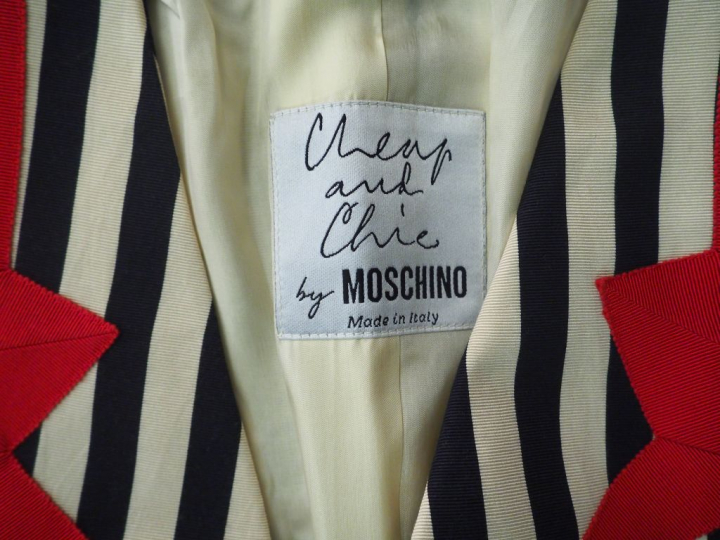 Cheap
and
Chic
by MOSCHINO
Made in Italy